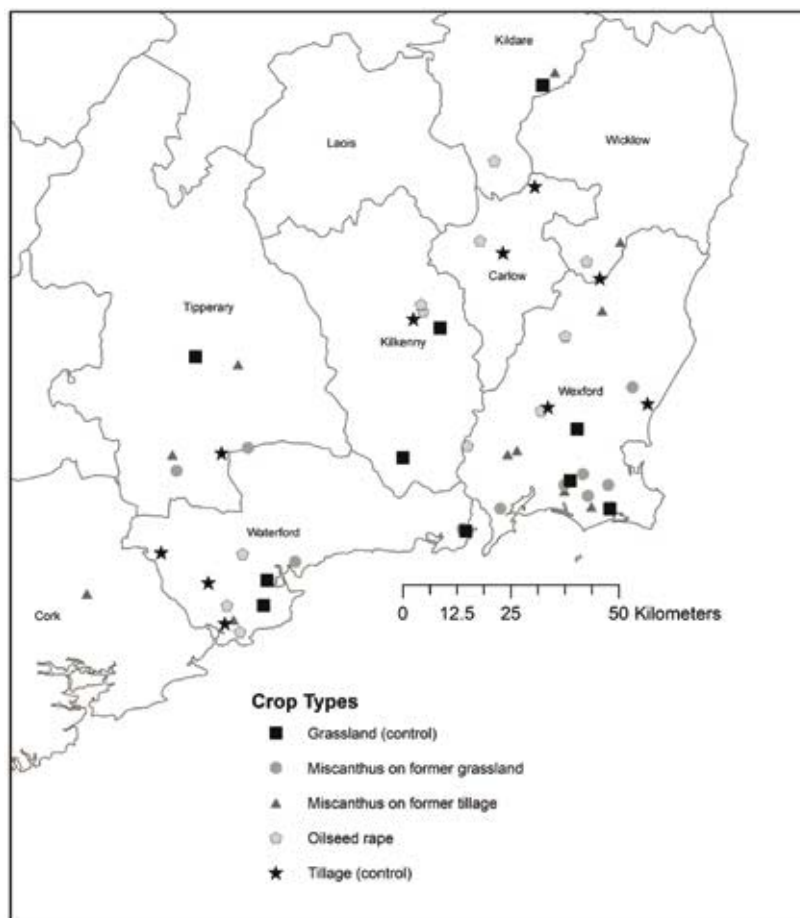 Kildare
Laois
Wicklow
Carlow
Tipperary
Kilkenny
Wexford
Waterford
Cork
0 12.5 25 50 Kilometers
Crop Types
Grassland (control)
Miscanthus on former grassland
Miscanthus on former tillage
Oilseed rape
Tillage (control)